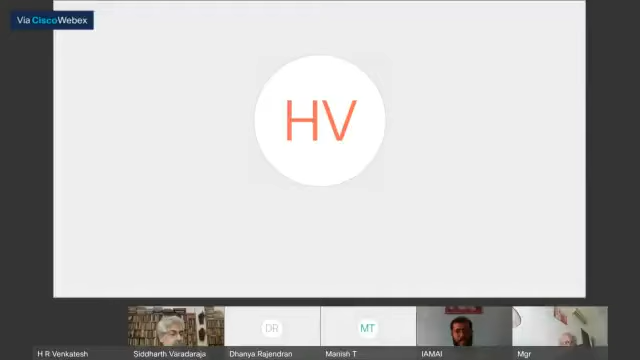 Via CiscoWebex
HV
DR
MT
H R Venkatesh
Siddharth Varadaraja
Dhanya Rajendran
Manish T
IAMAI
Mgr